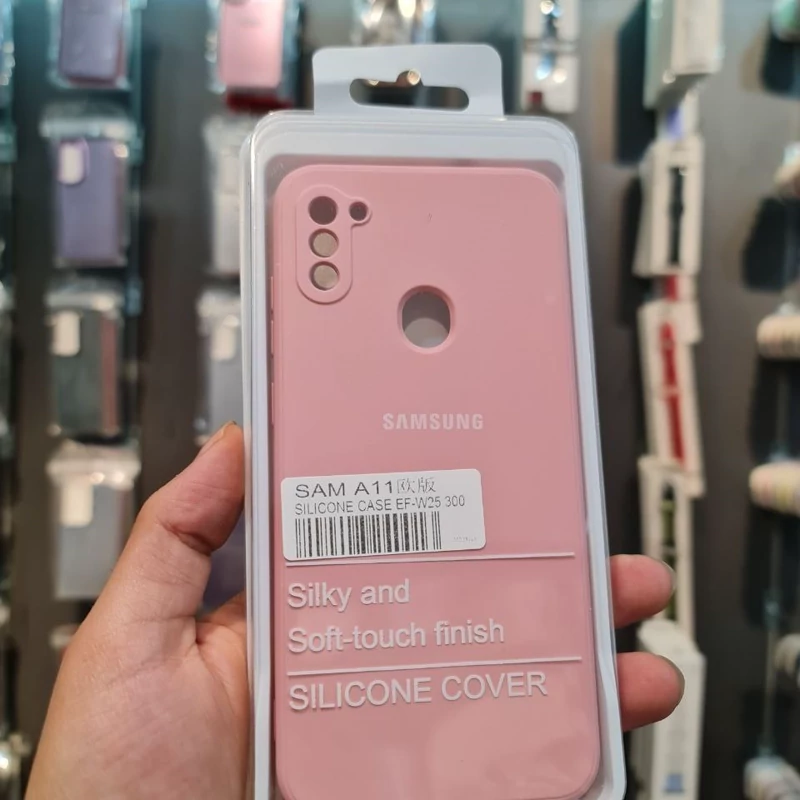 SAMSUNG
SAM A11欧版
SILICONE CASE EF-W25 300
Silky and
Soft-touch finish
SILICONE COVER